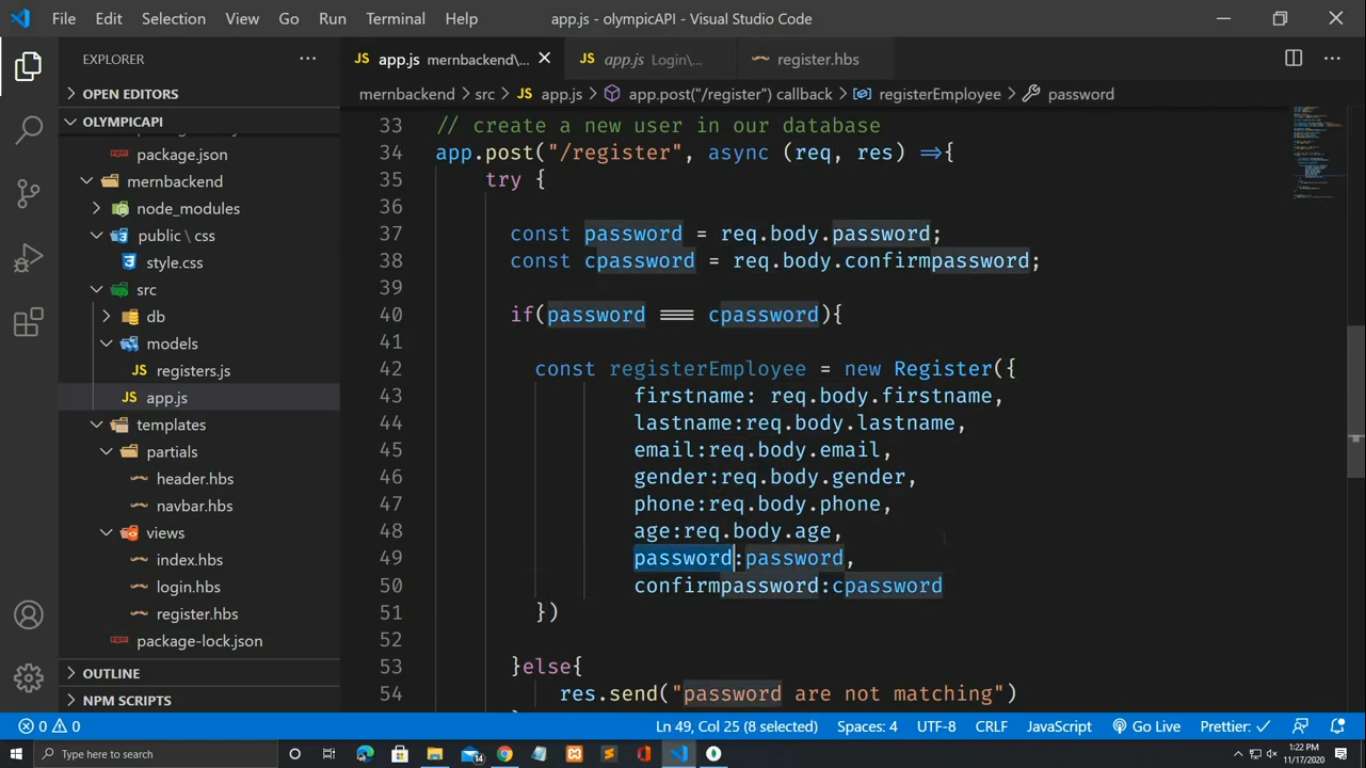 File Edit Selection View Go Run Terminal Help app.js - olympicAPI - Visual Studio Code
EXPLORER
JS app.js mernbackend\... JS app.js Login\... register.hbs
OPEN EDITORS
mernbackend > src > JS app.js > app.post("/register") callback > registerEmployee > password
OLYMPICAPI
package.json
mernbackend
node_modules
public \ css
style.css
src
db
models
JS registers.js
JS app.js
templates
partials
header.hbs
navbar.hbs
views
index.hbs
login.hbs
register.hbs
package-lock.json
OUTLINE
NPM SCRIPTS
33 // create a new user in our database
34 app.post("/register", async (req, res) =>{
35 try {
36
37 const password = req.body.password;
38 const cpassword = req.body.confirmpassword;
39
40 if(password === cpassword){
41
42 const registerEmployee = new Register({
43 firstname: req.body.firstname,
44 lastname:req.body.lastname,
45 email:req.body.email,
46 gender:req.body.gender,
47 phone:req.body.phone,
48 age:req.body.age,
49 password:password,
50 confirmpassword:cpassword
51 })
52
53 }else{
54 res.send("password are not matching")
0 0 Ln 49, Col 25 (8 selected) Spaces: 4 UTF-8 CRLF JavaScript Go Live Prettier: ✓
Type here to search 14 1:22 PM
11/17/2020